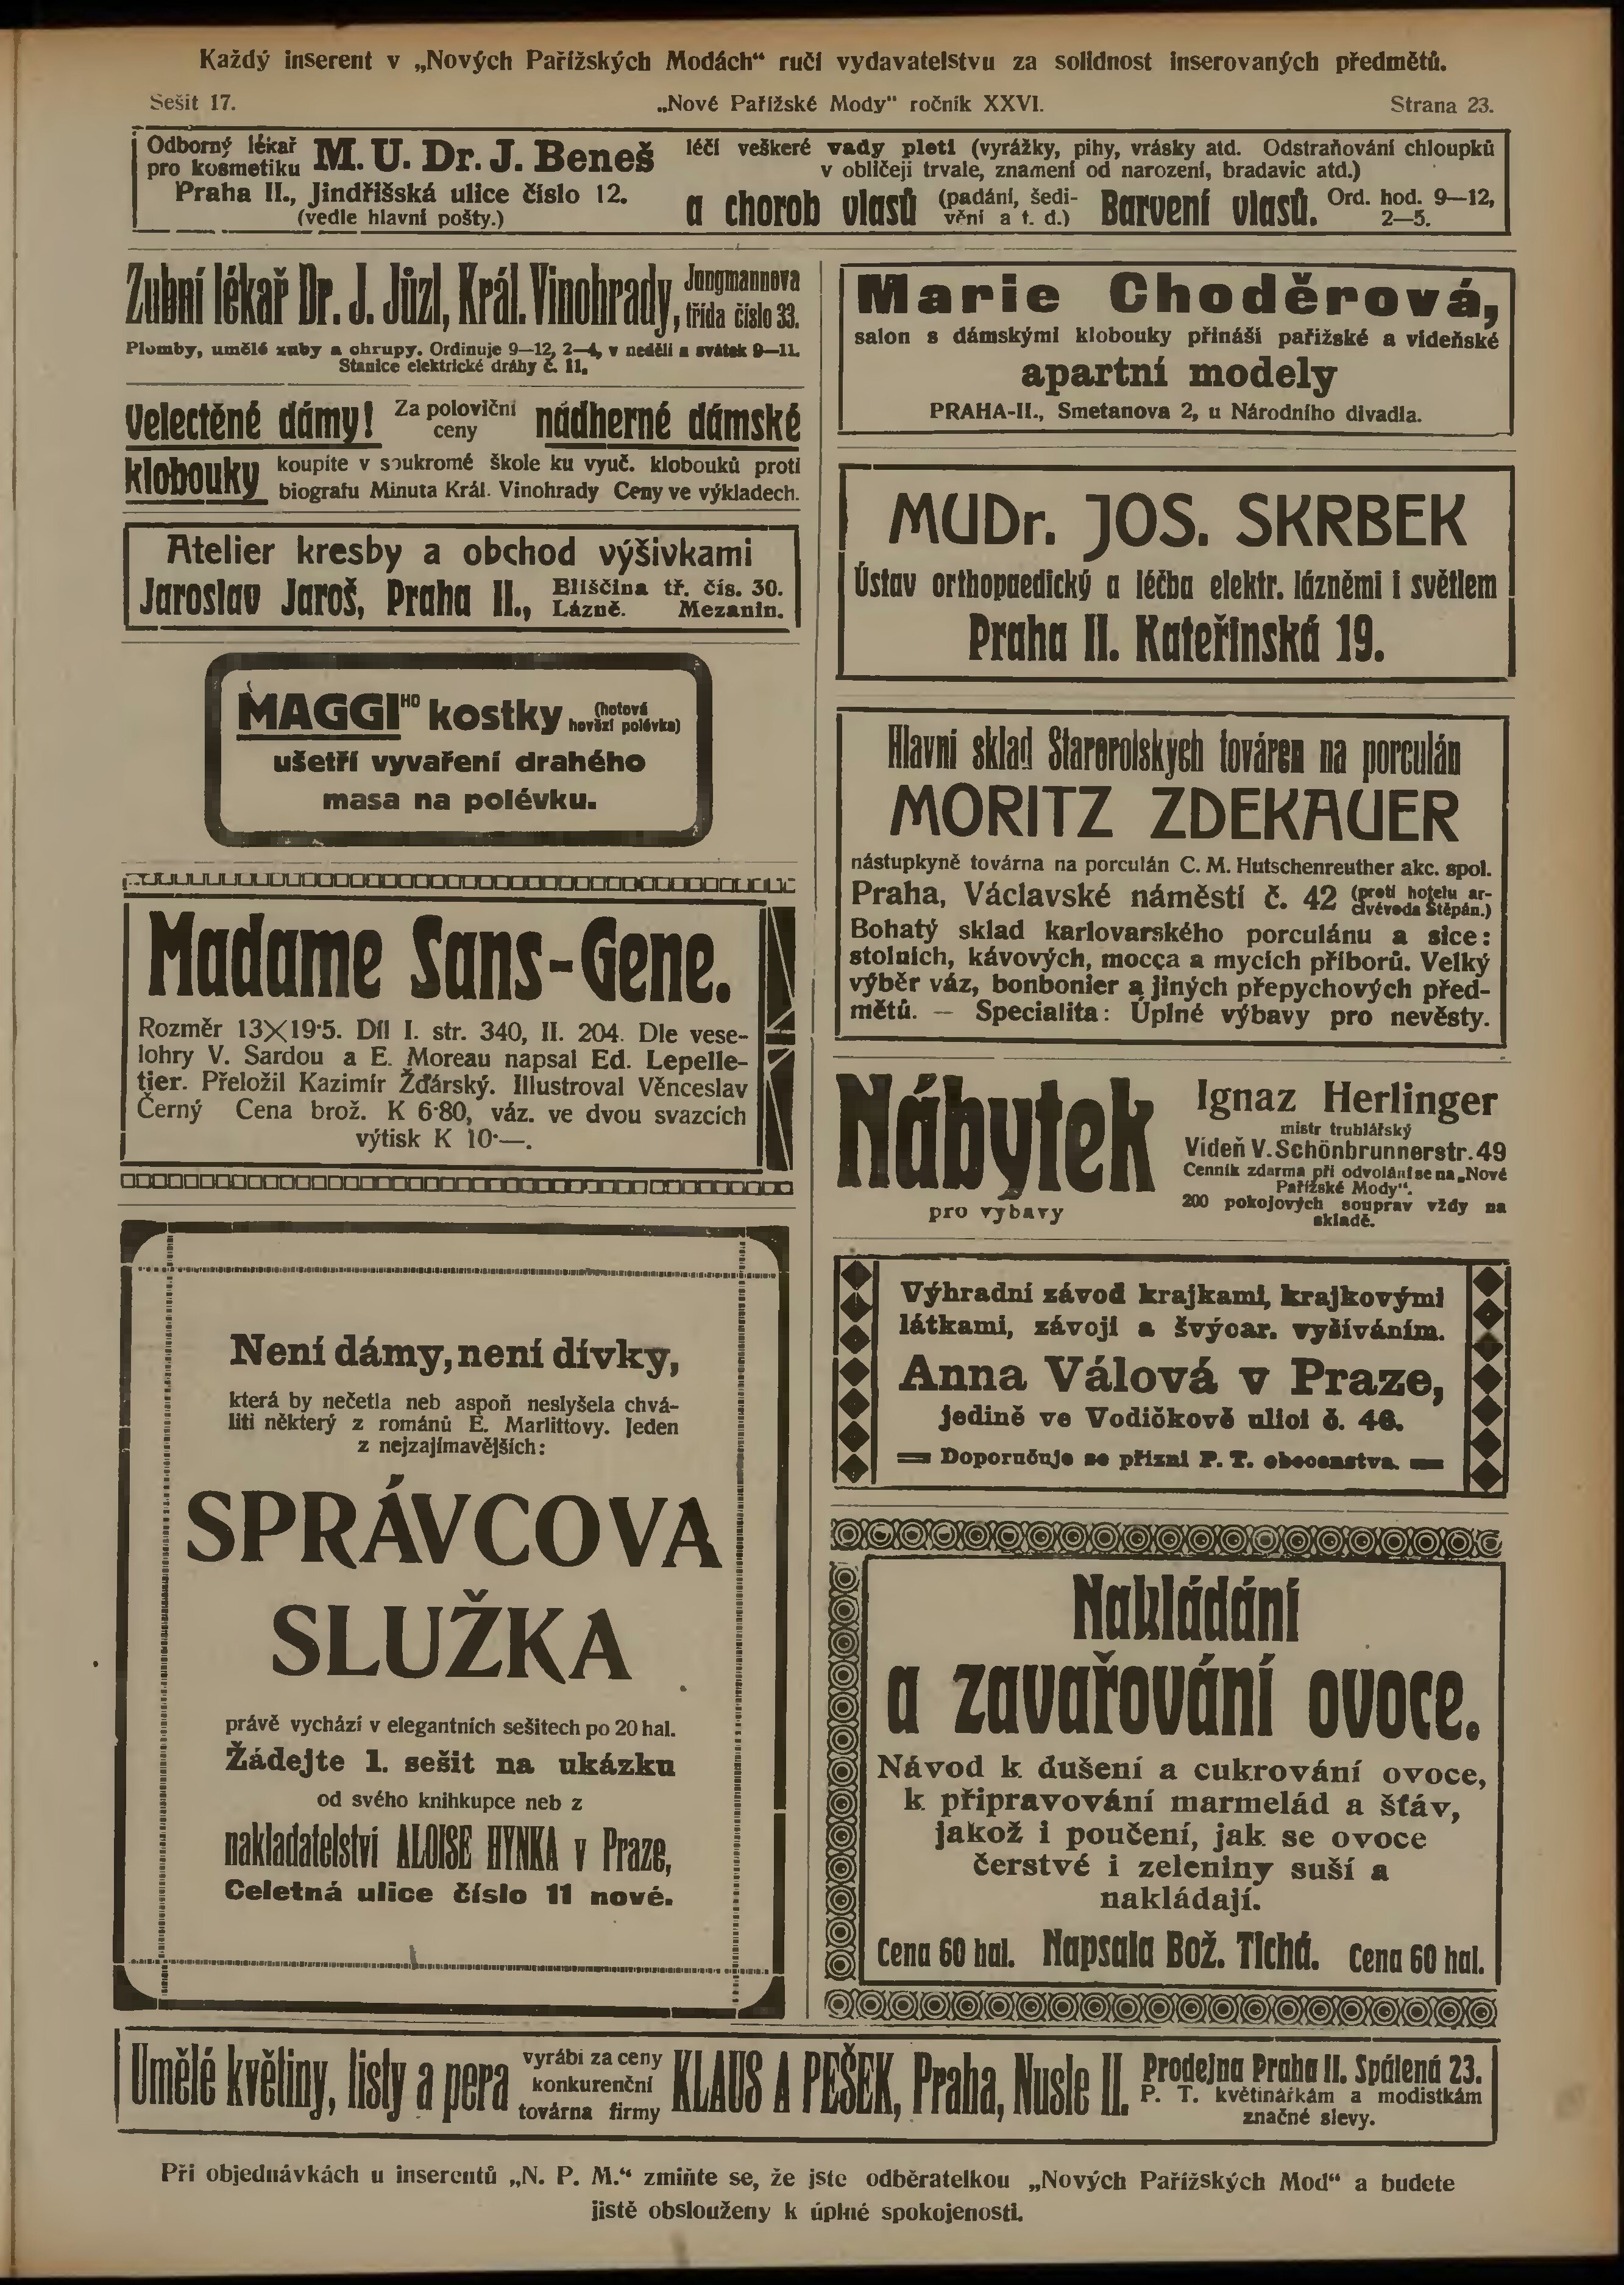 Každý inserent v „Nových Pařížských Modách“ ručí vydavatelstvu za solidnost inserovaných předmětů.
Sešit 17.
„Nové Pařížské Mody“ ročník XXVI.
Strana 23.
Odborný lékař
pro kosmetiku
M. U. Dr. J. Beneš
Praha II., Jindřišská ulice číslo 12.
(vedle hlavní pošty.)
léčí veškeré vady pleti (vyrážky, pihy, vrásky atd. Odstraňování chloupků
v obličeji trvale, znamení od narození, bradavic atd.)
a chorob vlasů (padání, šedi-
vění a t. d.) Barvení vlasů. Ord. hod. 9—12,
2—5.
Zubní lékař Dr. J. Jüzl, Král. Vinohrady, Jungmannova
třída číslo 33.
Plomby, umělé zuby a chrupy. Ordinuje 9—12, 2—4, v neděli a svátek 9—11.
Stanice elektrické dráhy č. 11.
Velectěné dámy! Za poloviční
ceny nádherné dámské
klobouky koupíte v soukromé škole ku vyuč. klobouků proti
biografu Minuta Král. Vinohrady Ceny ve výkladech.
Atelier kresby a obchod výšivkami
Jaroslav Jaroš, Praha II., Eliščina tř. čís. 30.
Lázně. Mezanin.
MAGGIHO kostky (hotová
hovězí polévka)
ušetří vyvaření drahého
masa na polévku.
Madame Sans-Gene.
Rozměr 13×19·5. Díl I. str. 340, II. 204. Dle vese-
lohry V. Sardou a E. Moreau napsal Ed. Lepelle-
tier. Přeložil Kazimír Žďárský. Illustroval Věnceslav
Černý Cena brož. K 6·80, váz. ve dvou svazcích
výtisk K 10·—.
Není dámy, není dívky,
která by nečetla neb aspoň neslyšela chvá-
liti některý z románů E. Marlittovy. Jeden
z nejzajímavějších:
SPRÁVCOVA
SLUŽKA
právě vychází v elegantních sešitech po 20 hal.
Žádejte 1. sešit na ukázku
od svého knihkupce neb z
nakladatelství ALOISE HYNKA v Praze,
Celetná ulice číslo 11 nové.
Marie Choděrová,
salon s dámskými klobouky přináší pařížské a vídeňské
apartní modely
PRAHA-II., Smetanova 2, u Národního divadla.
MUDr. JOS. SKRBEK
Ústav orthopaedický a léčba elektr. lázněmi i světlem
Praha II. Kateřinská 19.
Hlavní sklad Starorolských továren na porculán
MORITZ ZDEKAUER
nástupkyně továrna na porculán C. M. Hutschenreuther akc. spol.
Praha, Václavské náměstí č. 42 (proti hotelu ar-
civévoda Štěpán.)
Bohatý sklad karlovarského porculánu a sice:
stolních, kávových, mocca a mycích příborů. Velký
výběr váz, bonbonier a jiných přepychových před-
mětů. — Specialita: Úplné výbavy pro nevěsty.
Nábytek
pro výbavy
Ignaz Herlinger
mistr truhlářský
Vídeň V. Schönbrunnerstr. 49
Cenník zdarma při odvolání se na „Nové
Pařížské Mody“.
200 pokojových souprav vždy na
skladě.
Výhradní závod krajkami, krajkovými
látkami, závoji a švýcar. vyšíváním.
Anna Válová v Praze,
jedině ve Vodičkově ulici č. 46.
Doporučuje se přízni P. T. obecenstva.
Nakládání
a zavařování ovoce.
Návod k dušení a cukrování ovoce,
k připravování marmelád a šťáv,
jakož i poučení, jak se ovoce
čerstvé i zeleniny suší a
nakládají.
Cena 60 hal. Napsala Bož. Tichá. Cena 60 hal.
Umělé květiny, listy a pera vyrábí za ceny
konkurenční
továrna firmy
KLAUS A PEŠEK, Praha, Nusle II. Prodejna Praha II. Spálená 23.
P. T. květinářkám a modistkám
značné slevy.
Při objednávkách u inserentů „N. P. M.“ zmiňte se, že jste odběratelkou „Nových Pařížských Mod“ a budete
jistě obslouženy k úplné spokojenosti.